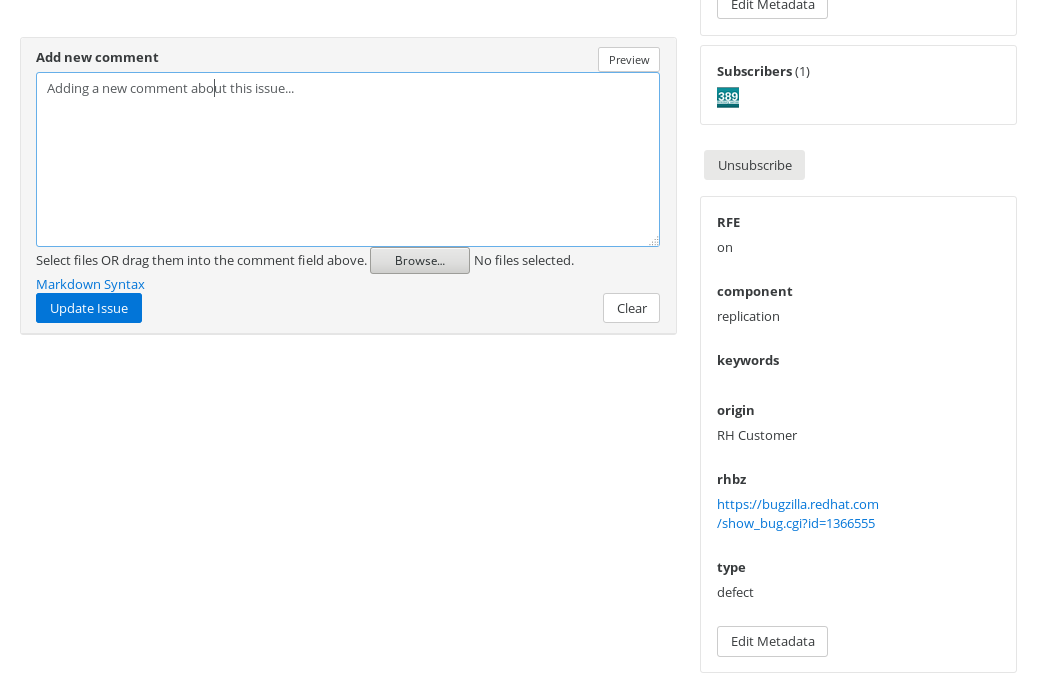 Edit Metadata
Add new comment
Preview
Adding a new comment about this issue...
Select files OR drag them into the comment field above. Browse... No files selected.
Markdown Syntax
Update Issue
Clear
Subscribers (1)
389
Unsubscribe
RFE
on
component
replication
keywords
origin
RH Customer
rhbz
https://bugzilla.redhat.com
/show_bug.cgi?id=1366555
type
defect
Edit Metadata